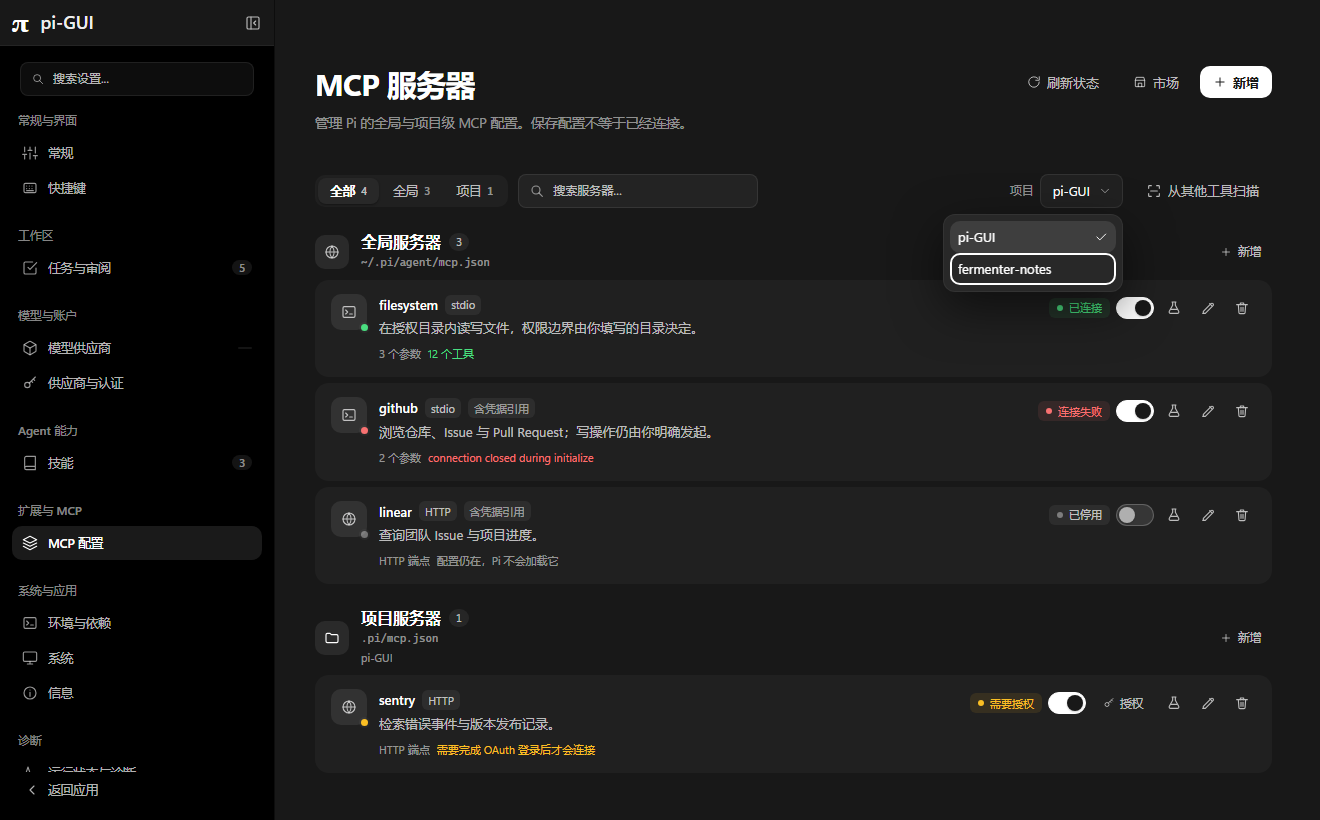 π pi-GUI
搜索设置...
常规与界面
常规
快捷键
工作区
任务与审阅 5
模型与账户
模型供应商
供应商与认证
Agent 能力
技能 3
扩展与 MCP
MCP 配置
系统与应用
环境与依赖
系统
信息
诊断
运行状态与诊断
返回应用
MCP 服务器
管理 Pi 的全局与项目级 MCP 配置。保存配置不等于已经连接。
刷新状态 市场 新增
全部 4 全局 3 项目 1 搜索服务器... 项目 pi-GUI 从其他工具扫描
pi-GUI
fermenter-notes
全局服务器 3
~/.pi/agent/mcp.json
新增
filesystem stdio 已连接
在授权目录内读写文件，权限边界由你填写的目录决定。
3 个参数 12 个工具
github stdio 含凭据引用 连接失败
浏览仓库、Issue 与 Pull Request；写操作仍由你明确发起。
2 个参数 connection closed during initialize
linear HTTP 含凭据引用 已停用
查询团队 Issue 与项目进度。
HTTP 端点 配置仍在，Pi 不会加载它
项目服务器 1
.pi/mcp.json
pi-GUI
新增
sentry HTTP 需要授权 授权
检索错误事件与版本发布记录。
HTTP 端点 需要完成 OAuth 登录后才会连接